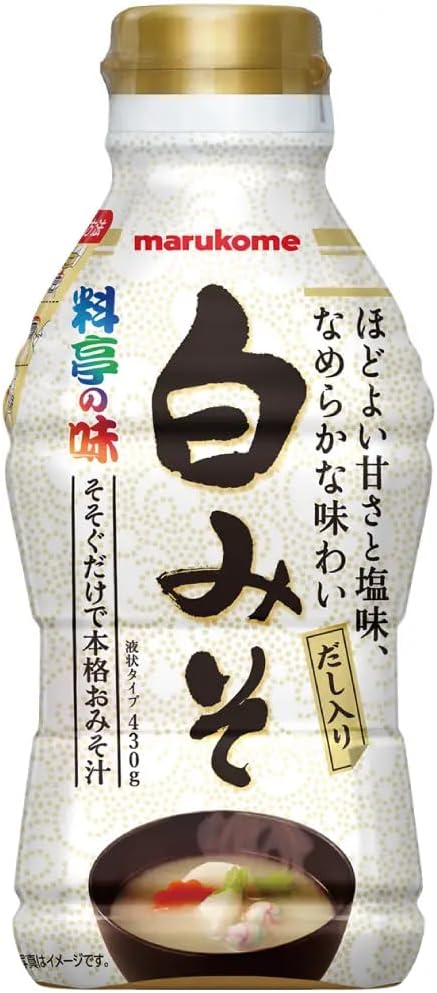 marukome
ほどよい甘さと塩味、
なめらかな味わい
だし入り
白みそ
液状タイプ 430g
料亭の味
そそぐだけで本格おみそ汁
写真はイメージです。